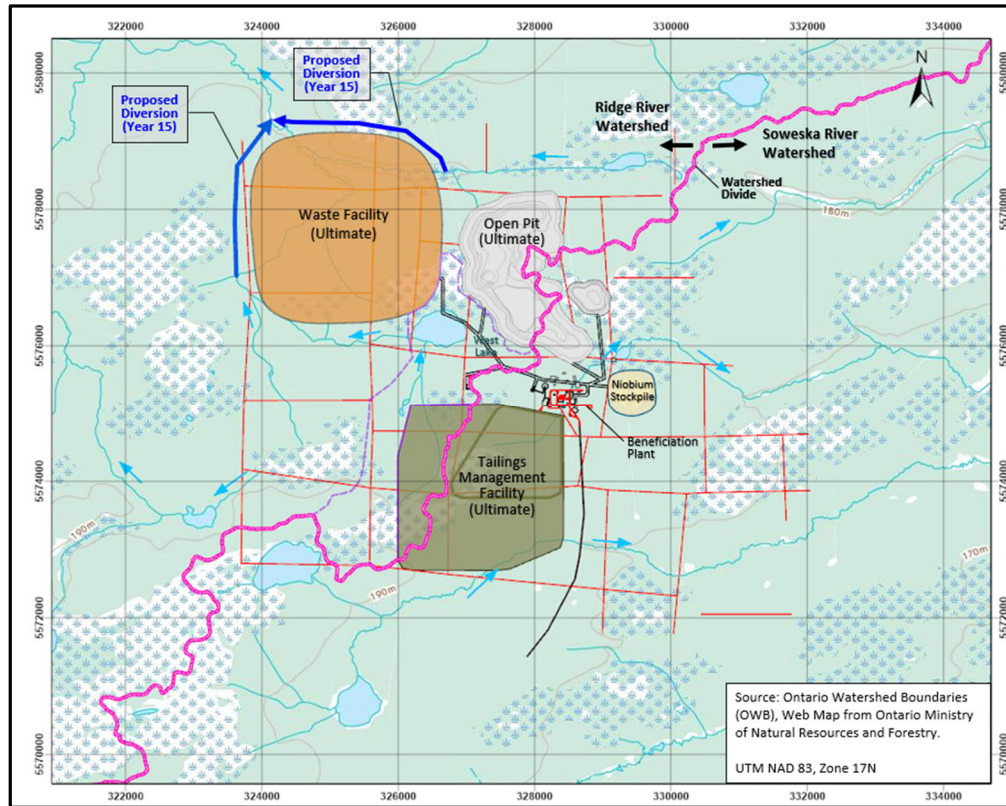 322000
324000
326000
328000
330000
332000
334000
5580000
5580000
Proposed
Diversion
(Year 15)
Proposed
Diversion
(Year 15)
N
Ridge River
Watershed
Soweska River
Watershed
Watershed
Divide
180m
5578000
5578000
Waste Facility
(Ultimate)
Open Pit
(Ultimate)
5576000
5576000
West
Lake
Niobium
Stockpile
Beneficiation
Plant
5574000
5574000
Tailings
Management
Facility
(Ultimate)
190m
170m
190m
5572000
5572000
5570000
5570000
Source: Ontario Watershed Boundaries
(OWB), Web Map from Ontario Ministry
of Natural Resources and Forestry.
UTM NAD 83, Zone 17N
322000
324000
326000
328000
330000
332000
334000